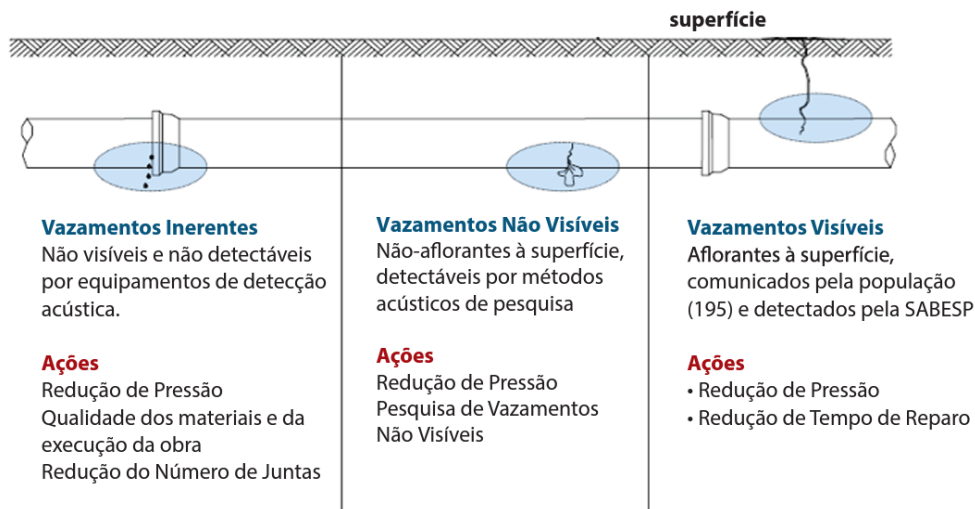 superfície
Vazamentos Inerentes
Não visíveis e não detectáveis
por equipamentos de detecção
acústica.
Ações
Redução de Pressão
Qualidade dos materiais e da
execução da obra
Redução do Número de Juntas
Vazamentos Não Visíveis
Não-aflorantes à superfície,
detectáveis por métodos
acústicos de pesquisa
Ações
Redução de Pressão
Pesquisa de Vazamentos
Não Visíveis
Vazamentos Visíveis
Aflorantes à superfície,
comunicados pela população
(195) e detectados pela SABESP
Ações
• Redução de Pressão
• Redução de Tempo de Reparo